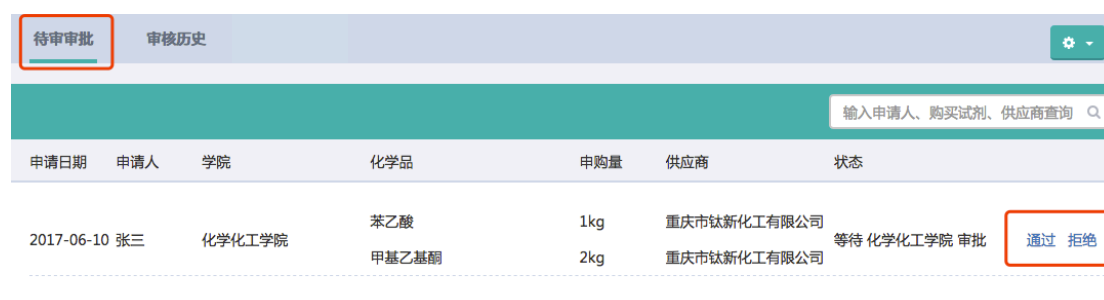 待审审批 审核历史
输入申请人、购买试剂、供应商查询
申请日期 申请人 学院 化学品 申购量 供应商 状态
苯乙酸 1kg 重庆市钛新化工有限公司
2017-06-10 张三 化学化工学院 等待 化学化工学院 审批 通过 拒绝
甲基乙基酮 2kg 重庆市钛新化工有限公司